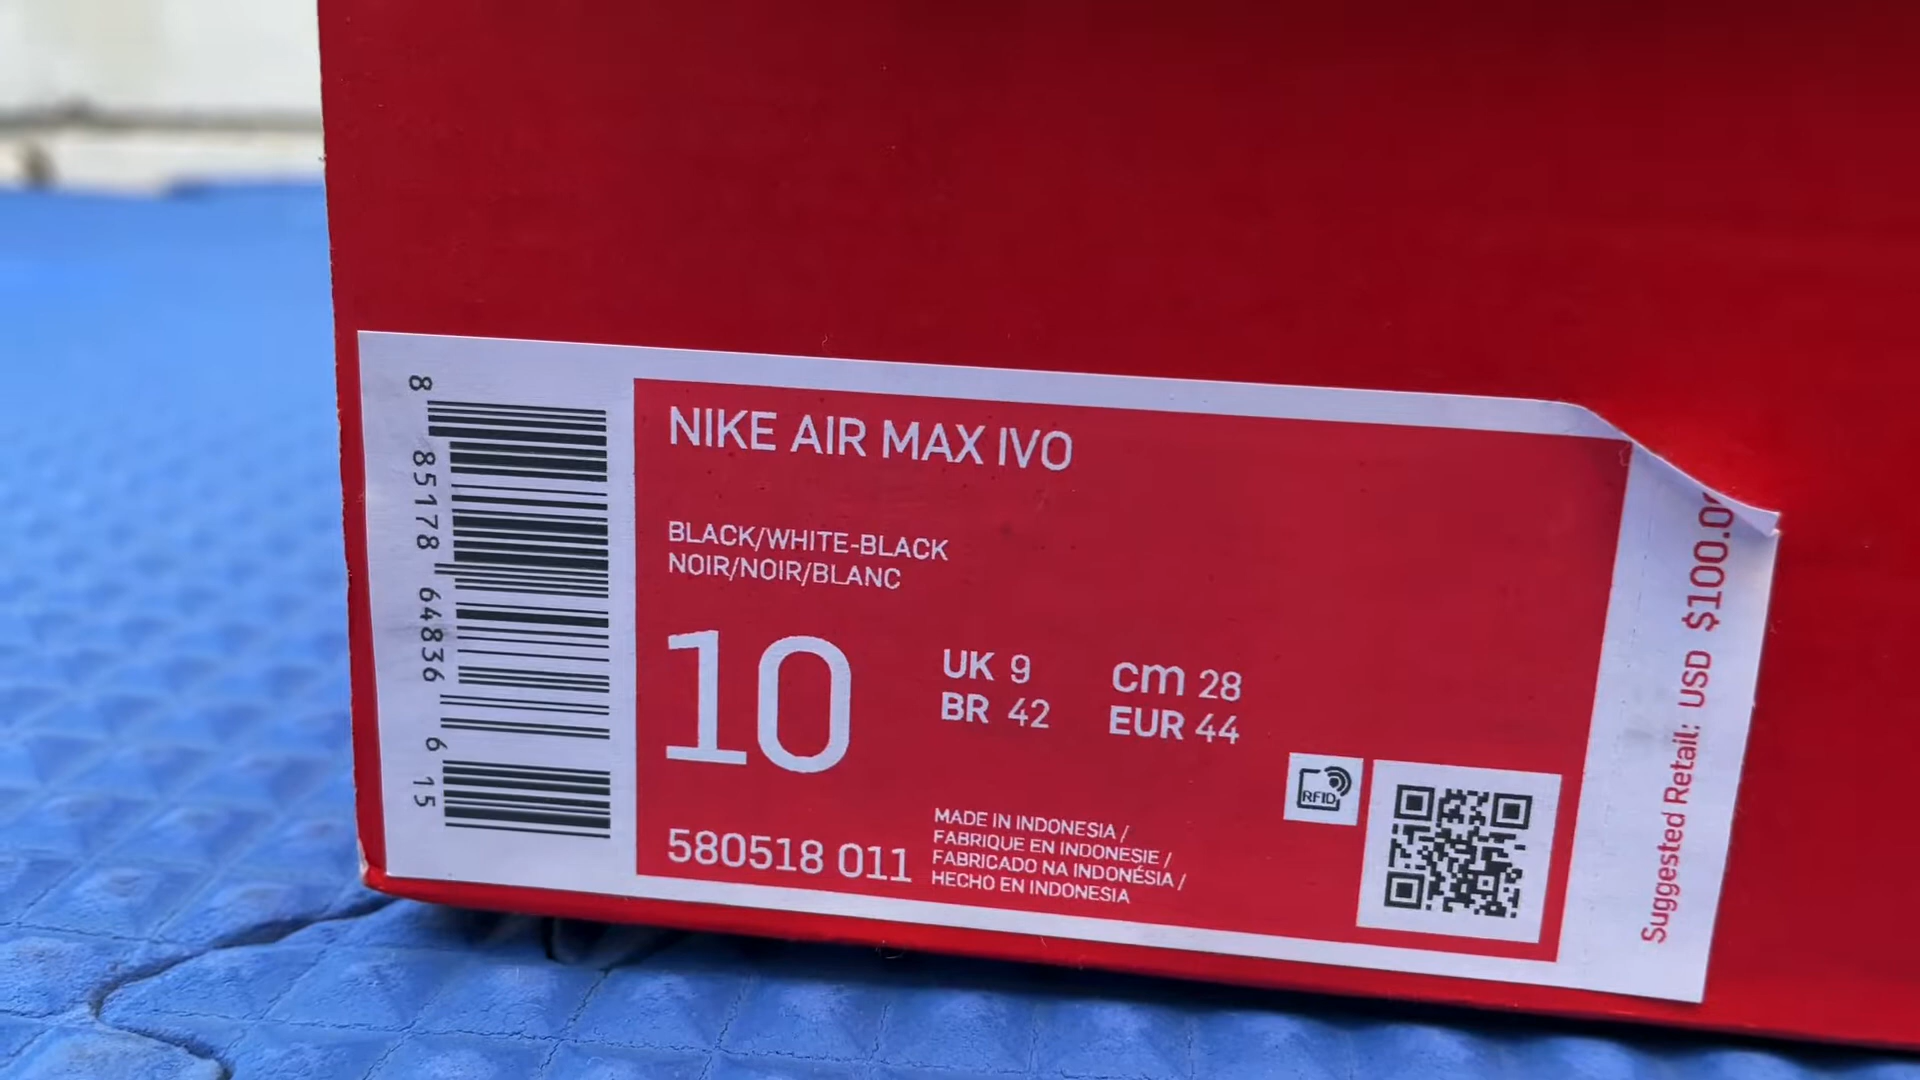 8 85178 64836 6 15
NIKE AIR MAX IVO
BLACK/WHITE-BLACK
NOIR/NOIR/BLANC
10
UK 9
BR 42
cm 28
EUR 44
580518 011
MADE IN INDONESIA /
FABRIQUE EN INDONESIE /
FABRICADO NA INDONÉSIA /
HECHO EN INDONESIA
RFID
Suggested Retail: USD $100.0